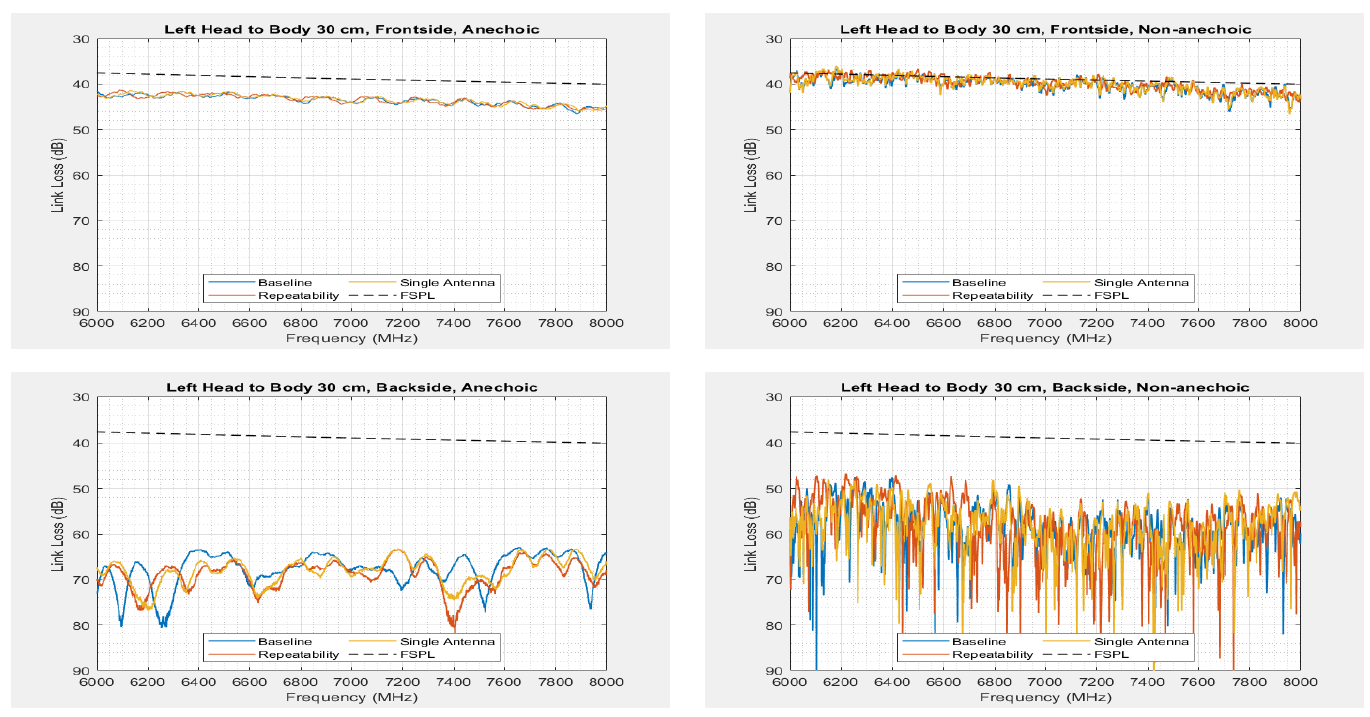 Left Head to Body 30 cm, Frontside, Anechoic
30
40
50
60
70
80
90
Link Loss (dB)
Baseline
Single Antenna
Repeatability
FSPL
6000 6200 6400 6600 6800 7000 7200 7400 7600 7800 8000
Frequency (MHz)
Left Head to Body 30 cm, Frontside, Non-anechoic
30
40
50
60
70
80
90
Link Loss (dB)
Baseline
Single Antenna
Repeatability
FSPL
6000 6200 6400 6600 6800 7000 7200 7400 7600 7800 8000
Frequency (MHz)
Left Head to Body 30 cm, Backside, Anechoic
30
40
50
60
70
80
90
Link Loss (dB)
Baseline
Single Antenna
Repeatability
FSPL
6000 6200 6400 6600 6800 7000 7200 7400 7600 7800 8000
Frequency (MHz)
Left Head to Body 30 cm, Backside, Non-anechoic
30
40
50
60
70
80
90
Link Loss (dB)
Baseline
Single Antenna
Repeatability
FSPL
6000 6200 6400 6600 6800 7000 7200 7400 7600 7800 8000
Frequency (MHz)